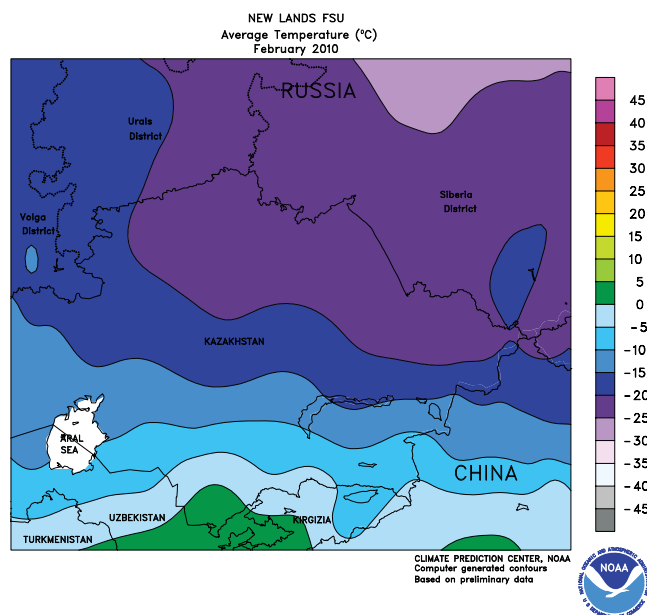 NEW LANDS FSU
Average Temperature (°C)
February 2010
RUSSIA
Urals
District
Siberia
District
Volga
District
KAZAKHSTAN
ARAL
SEA
CHINA
UZBEKISTAN
KIRGIZIA
TURKMENISTAN
45
40
35
30
25
20
15
10
5
0
-5
-10
-15
-20
-25
-30
-35
-40
-45
CLIMATE PREDICTION CENTER, NOAA
Computer generated contours
Based on preliminary data
NOAA